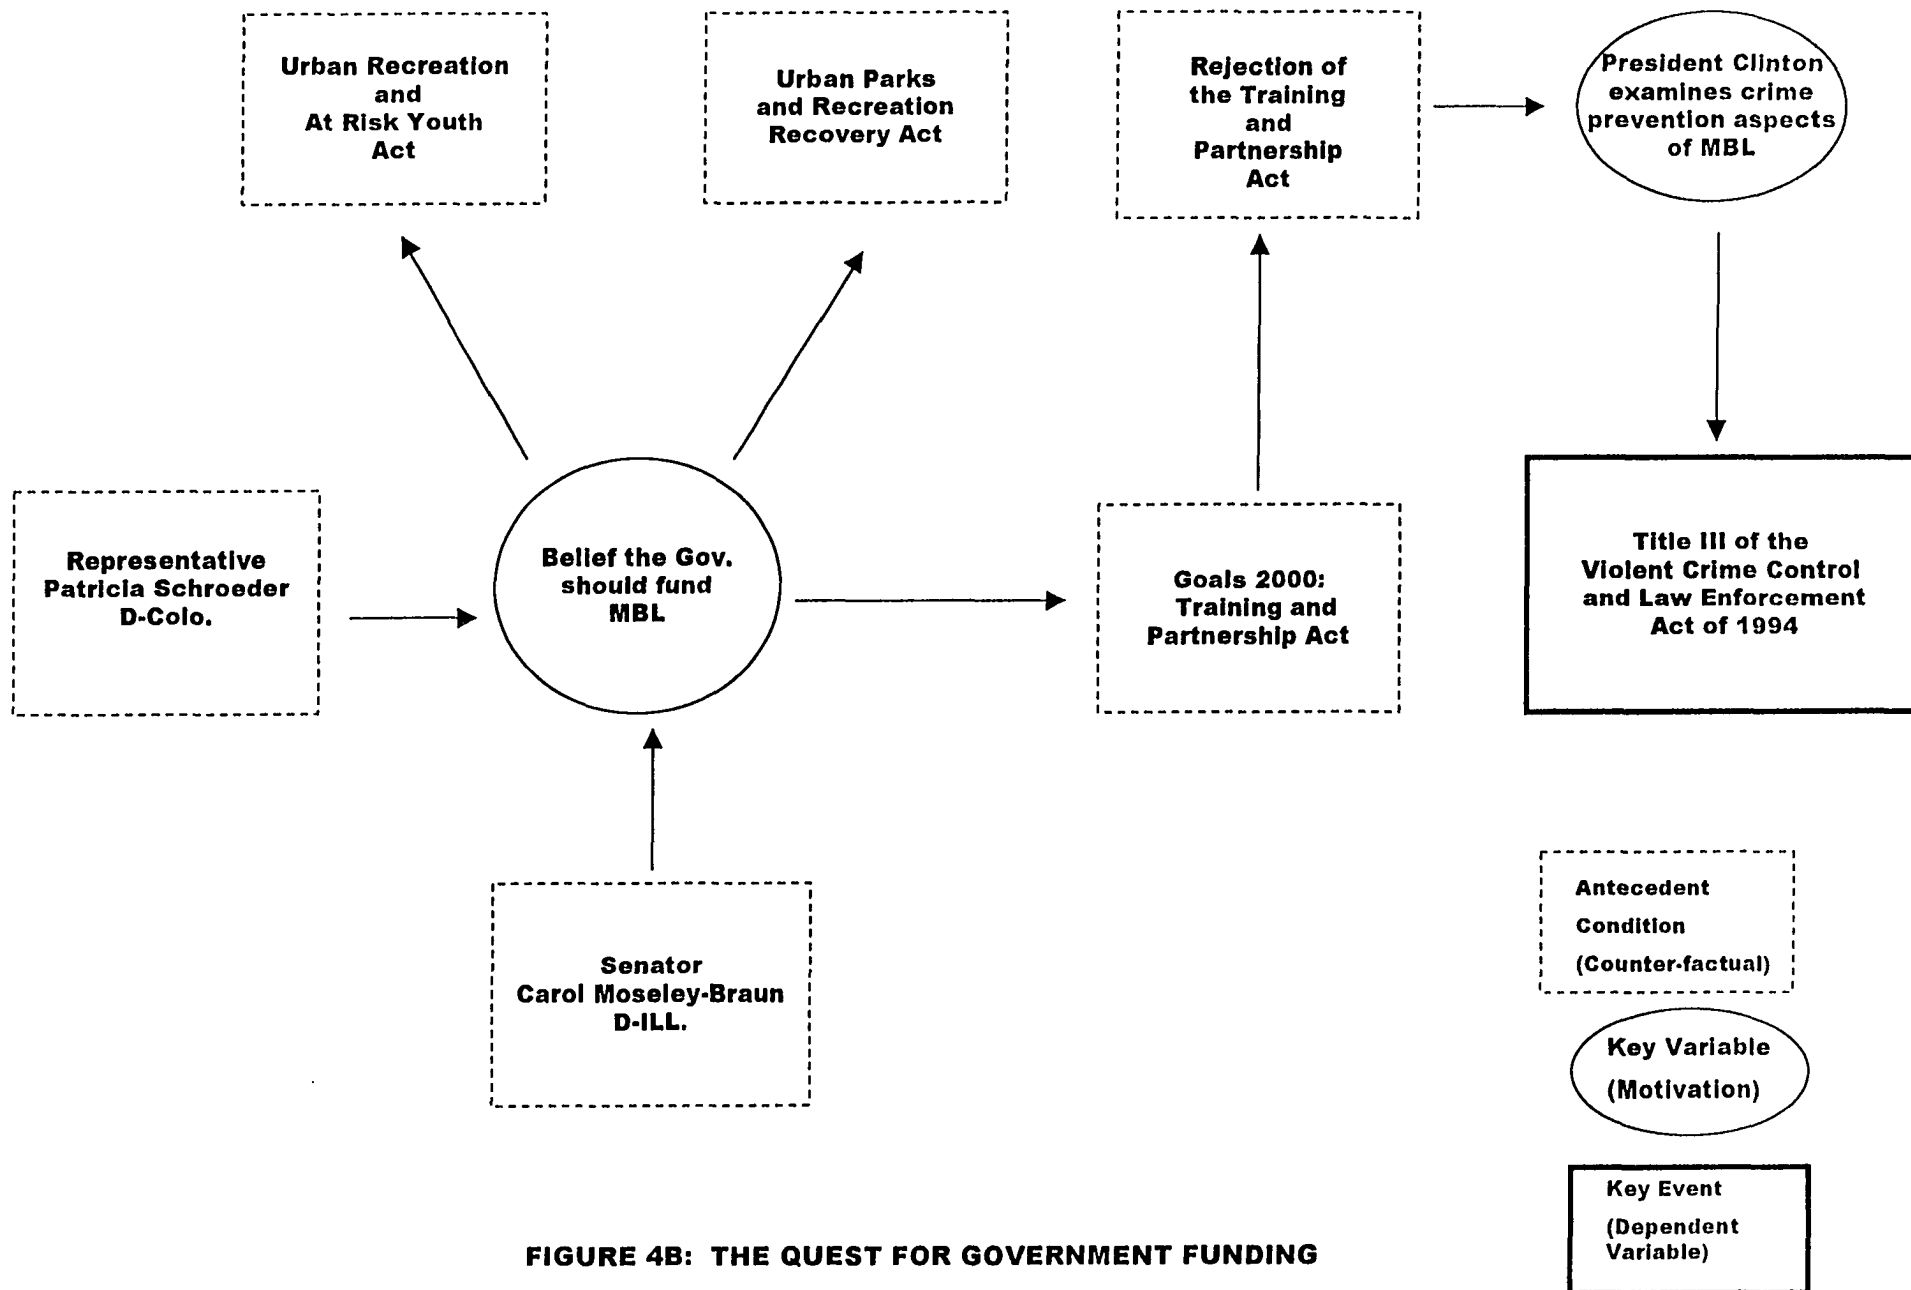 Urban Recreation
and
At Risk Youth
Act
Urban Parks
and Recreation
Recovery Act
Rejection of
the Training
and
Partnership
Act
President Clinton
examines crime
prevention aspects
of MBL
Representative
Patricia Schroeder
D-Colo.
Belief the Gov.
should fund
MBL
Goals 2000:
Training and
Partnership Act
Title III of the
Violent Crime Control
and Law Enforcement
Act of 1994
Senator
Carol Moseley-Braun
D-ILL.
Antecedent
Condition
(Counter-factual)
Key Variable
(Motivation)
Key Event
(Dependent
Variable)
FIGURE 4B: THE QUEST FOR GOVERNMENT FUNDING